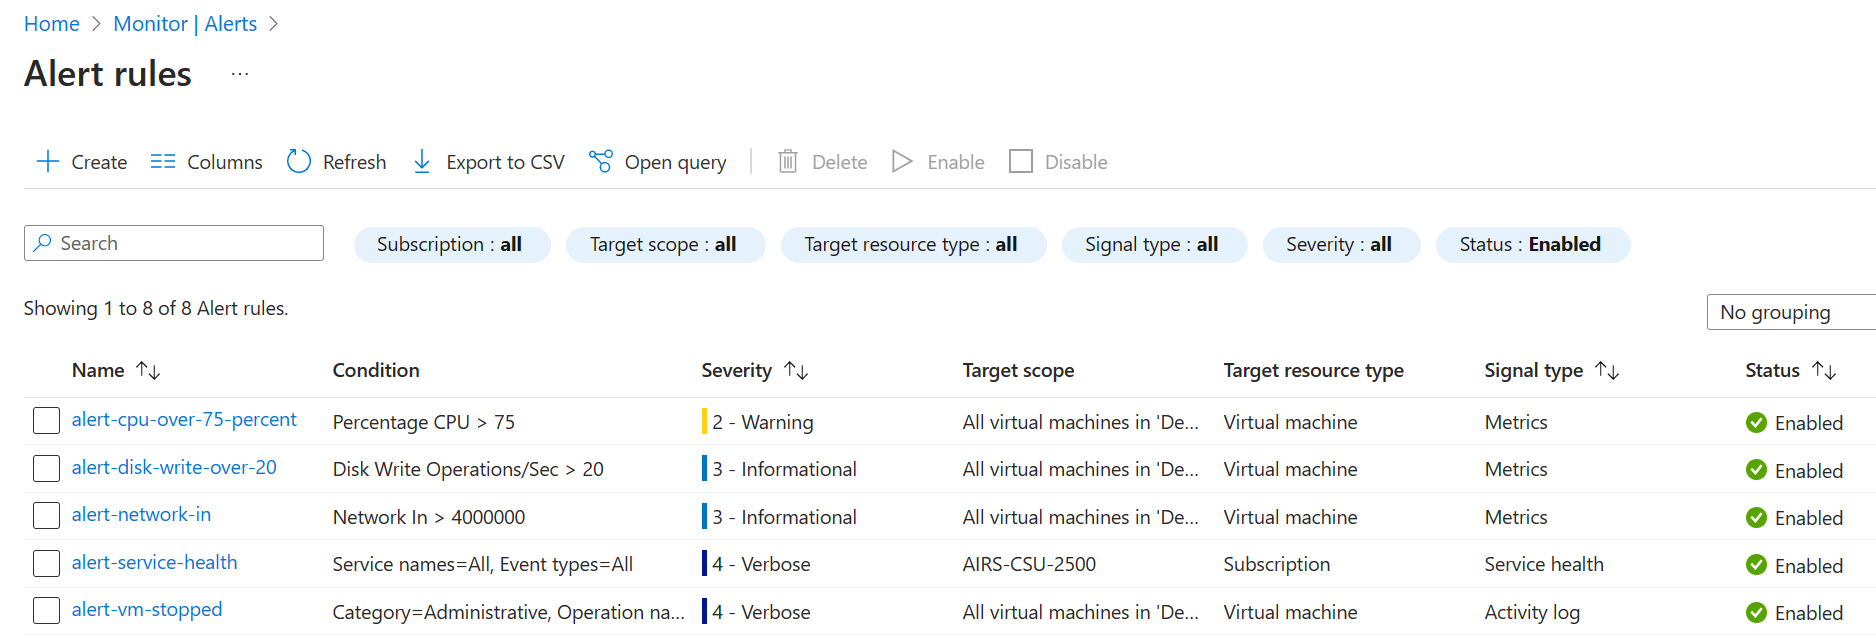 Home > Monitor | Alerts >
Alert rules ...
Create Columns Refresh Export to CSV Open query | Delete Enable Disable
Search Subscription : all Target scope : all Target resource type : all Signal type : all Severity : all Status : Enabled
Showing 1 to 8 of 8 Alert rules.
No grouping
Name ↑↓ Condition Severity ↑↓ Target scope Target resource type Signal type ↑↓ Status ↑↓
alert-cpu-over-75-percent Percentage CPU > 75 2 - Warning All virtual machines in 'De... Virtual machine Metrics Enabled
alert-disk-write-over-20 Disk Write Operations/Sec > 20 3 - Informational All virtual machines in 'De... Virtual machine Metrics Enabled
alert-network-in Network In > 4000000 3 - Informational All virtual machines in 'De... Virtual machine Metrics Enabled
alert-service-health Service names=All, Event types=All 4 - Verbose AIRS-CSU-2500 Subscription Service health Enabled
alert-vm-stopped Category=Administrative, Operation na... 4 - Verbose All virtual machines in 'De... Virtual machine Activity log Enabled